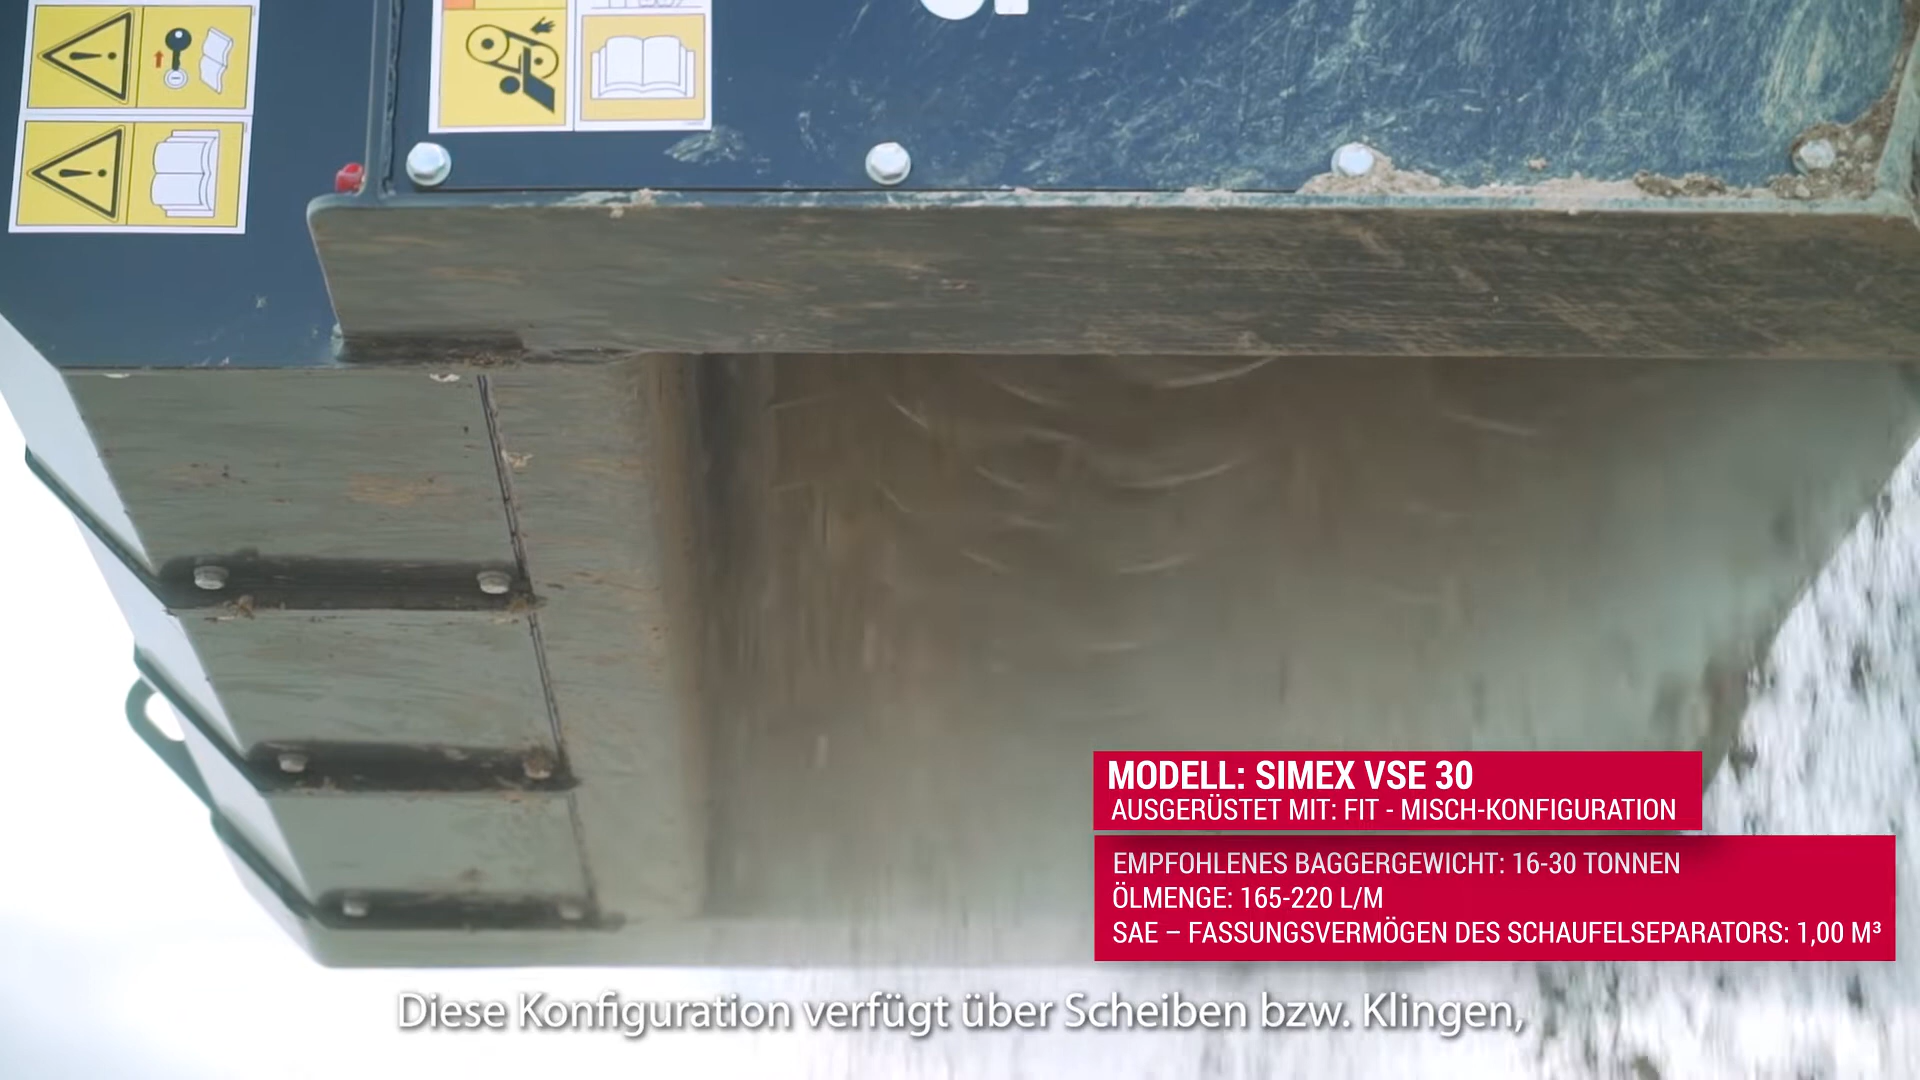 MODELL: SIMEX VSE 30
AUSGERÜSTET MIT: FIT - MISCH-KONFIGURATION
EMPFOHLENES BAGGERGEWICHT: 16-30 TONNEN
ÖLMENGE: 165-220 L/M
SAE – FASSUNGSVERMÖGEN DES SCHAUFELSEPARATORS: 1,00 M³
Diese Konfiguration verfügt über Scheiben bzw. Klingen,